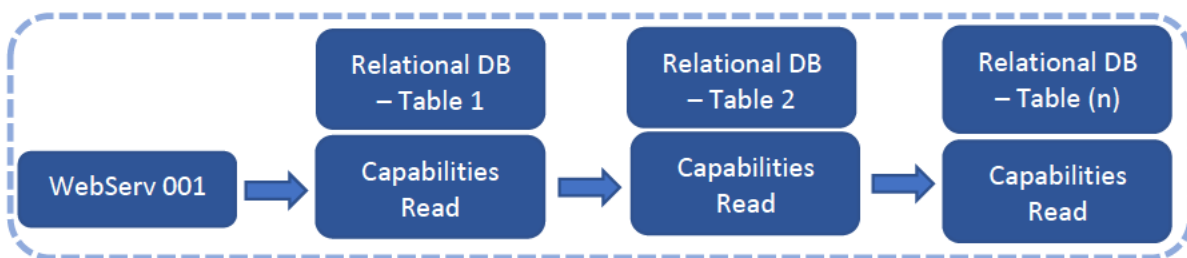 WebServ 001
Relational DB
– Table 1
Capabilities
Read
Relational DB
– Table 2
Capabilities
Read
Relational DB
– Table (n)
Capabilities
Read